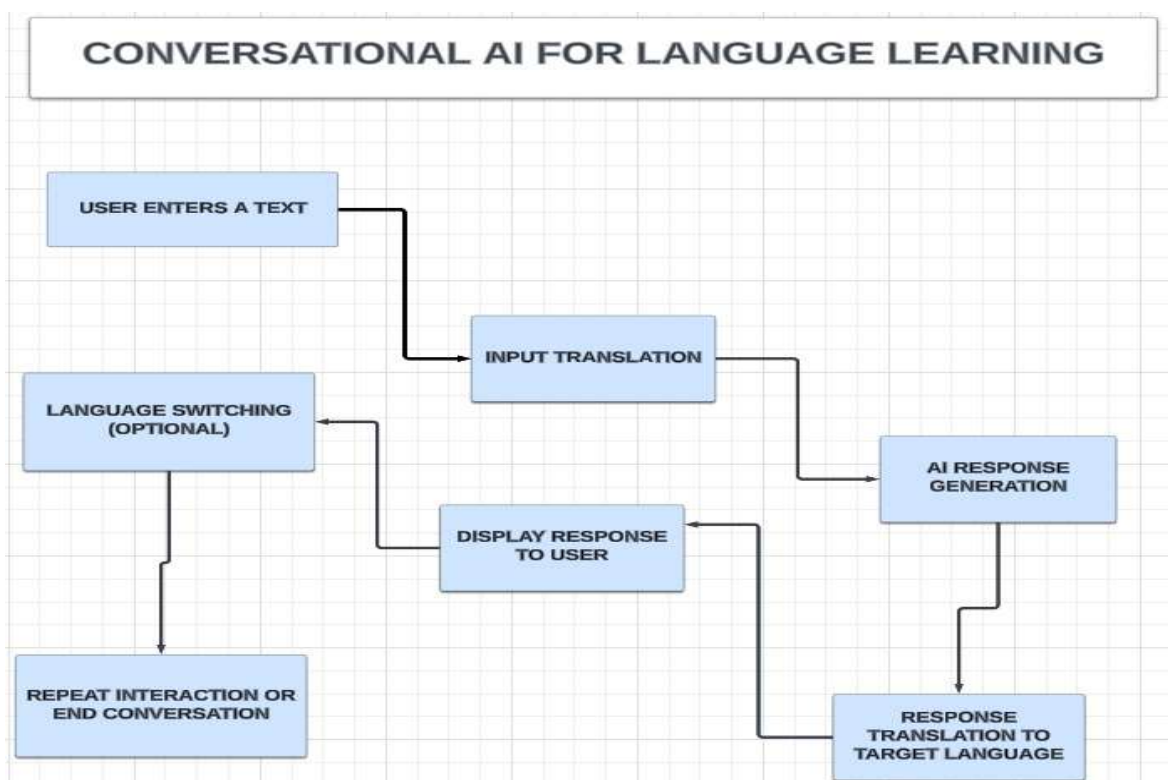 CONVERSATIONAL AI FOR LANGUAGE LEARNING
USER ENTERS A TEXT
INPUT TRANSLATION
AI RESPONSE
GENERATION
RESPONSE
TRANSLATION TO
TARGET LANGUAGE
DISPLAY RESPONSE
TO USER
LANGUAGE SWITCHING
(OPTIONAL)
REPEAT INTERACTION OR
END CONVERSATION